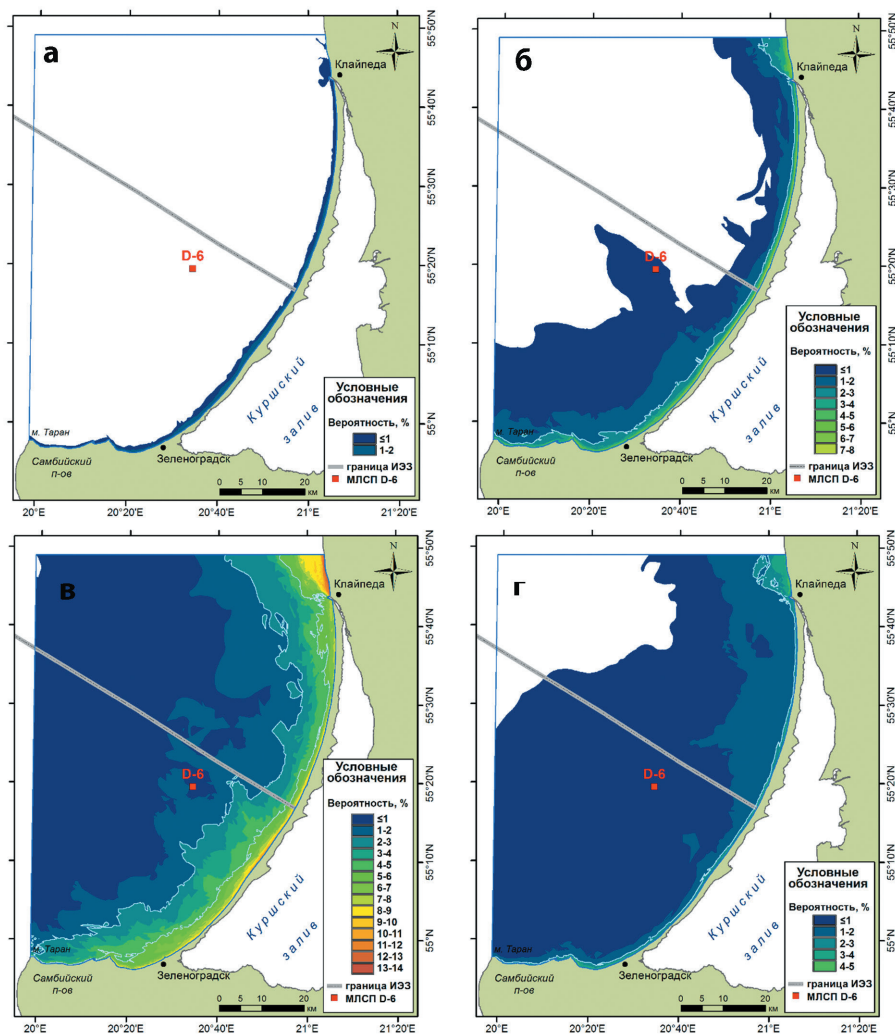 а
N
Клайпеда
D-6
Куршский
залив
м. Таран
Самбийский
п-ов
Зеленоградск
Условные
обозначения
Вероятность, %
≤1
1-2
граница ИЭЗ
МЛСП D-6
0 5 10 20
км
20°E 20°20'E 20°40'E 21°E 21°20'E
55°50'N
55°40'N
55°30'N
55°20'N
55°10'N
55°N
б
N
Клайпеда
D-6
Куршский
залив
м. Таран
Самбийский
п-ов
Зеленоградск
Условные
обозначения
Вероятность, %
≤1
1-2
2-3
3-4
4-5
5-6
6-7
7-8
граница ИЭЗ
МЛСП D-6
0 5 10 20
км
20°E 20°20'E 20°40'E 21°E 21°20'E
55°50'N
55°40'N
55°30'N
55°20'N
55°10'N
55°N
в
N
Клайпеда
D-6
Куршский
залив
м. Таран
Самбийский
п-ов
Зеленоградск
Условные
обозначения
Вероятность, %
≤1
1-2
2-3
3-4
4-5
5-6
6-7
7-8
8-9
9-10
10-11
11-12
12-13
13-14
граница ИЭЗ
МЛСП D-6
0 5 10 20
км
20°E 20°20'E 20°40'E 21°E 21°20'E
55°50'N
55°40'N
55°30'N
55°20'N
55°10'N
55°N
г
N
Клайпеда
D-6
Куршский
залив
м. Таран
Самбийский
п-ов
Зеленоградск
Условные
обозначения
Вероятность, %
≤1
1-2
2-3
3-4
4-5
граница ИЭЗ
МЛСП D-6
0 5 10 20
км
20°E 20°20'E 20°40'E 21°E 21°20'E
55°50'N
55°40'N
55°30'N
55°20'N
55°10'N
55°N